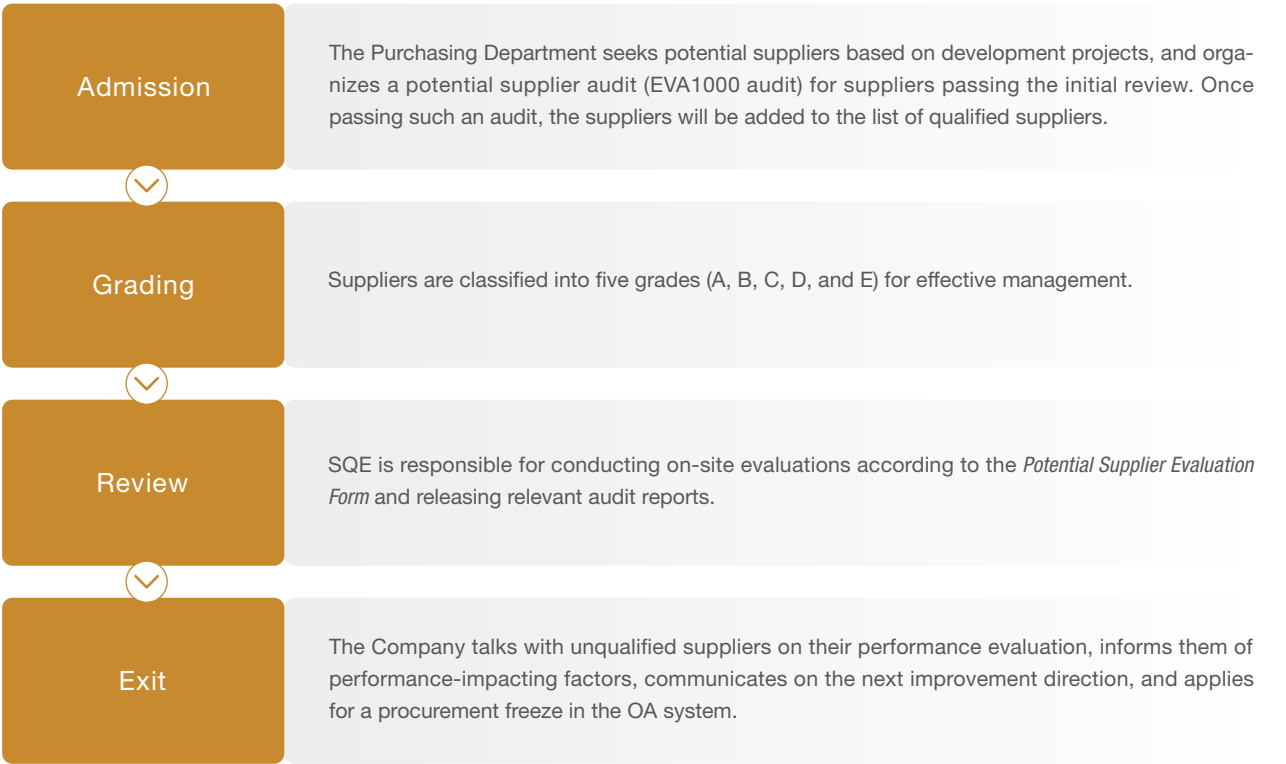 Admission
The Purchasing Department seeks potential suppliers based on development projects, and orga-
nizes a potential supplier audit (EVA1000 audit) for suppliers passing the initial review. Once
passing such an audit, the suppliers will be added to the list of qualified suppliers.
Grading
Suppliers are classified into five grades (A, B, C, D, and E) for effective management.
Review
SQE is responsible for conducting on-site evaluations according to the Potential Supplier Evaluation
Form and releasing relevant audit reports.
Exit
The Company talks with unqualified suppliers on their performance evaluation, informs them of
performance-impacting factors, communicates on the next improvement direction, and applies
for a procurement freeze in the OA system.